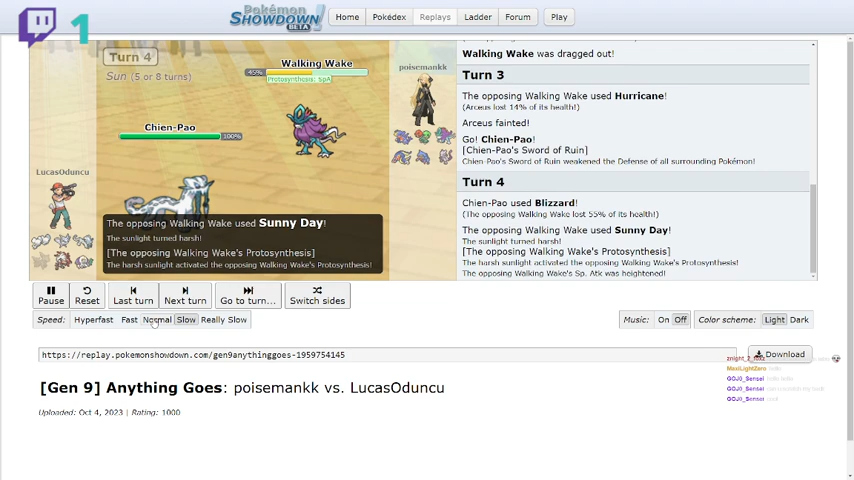 1
Pokémon
SHOWDOWN!
BETA
Home
Pokédex
Replays
Ladder
Forum
Play
Turn 4
Sun (5 or 8 turns)
Walking Wake
45%
Protosynthesis: SpA
Chien-Pao
100%
poisemankk
LucasOduncu
The opposing Walking Wake used Sunny Day!
The sunlight turned harsh!
[The opposing Walking Wake's Protosynthesis]
The harsh sunlight activated the opposing Walking Wake's Protosynthesis!
Walking Wake was dragged out!
Turn 3
The opposing Walking Wake used Hurricane!
(Arceus lost 14% of its health!)
Arceus fainted!
Go! Chien-Pao!
[Chien-Pao's Sword of Ruin]
Chien-Pao's Sword of Ruin weakened the Defense of all surrounding Pokémon!
Turn 4
Chien-Pao used Blizzard!
(The opposing Walking Wake lost 55% of its health!)
The opposing Walking Wake used Sunny Day!
The sunlight turned harsh!
[The opposing Walking Wake's Protosynthesis]
The harsh sunlight activated the opposing Walking Wake's Protosynthesis!
The opposing Walking Wake's Sp. Atk was heightened!
Pause
Reset
Last turn
Next turn
Go to turn...
Switch sides
Speed: Hyperfast Fast Normal Slow Really Slow
Music: On Off
Color scheme: Light Dark
https://replay.pokemonshowdown.com/gen9anythinggoes-1959754145
Download
[Gen 9] Anything Goes: poisemankk vs. LucasOduncu
Uploaded: Oct 4, 2023 | Rating: 1000
MaxiLightZero
GOJ0_Sensei
GOJ0_Sensei
GOJ0_Sensei